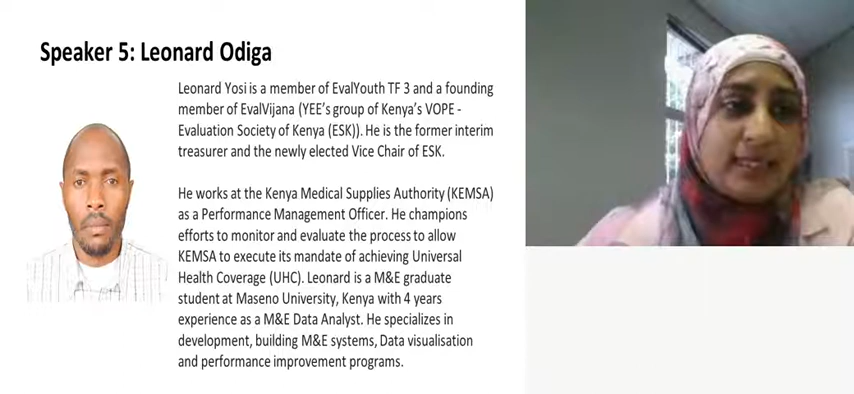 Speaker 5: Leonard Odiga
Leonard Yosi is a member of EvalYouth TF 3 and a founding
member of EvalVijana (YEE's group of Kenya's VOPE -
Evaluation Society of Kenya (ESK)). He is the former interim
treasurer and the newly elected Vice Chair of ESK.
He works at the Kenya Medical Supplies Authority (KEMSA)
as a Performance Management Officer. He champions
efforts to monitor and evaluate the process to allow
KEMSA to execute its mandate of achieving Universal
Health Coverage (UHC). Leonard is a M&E graduate
student at Maseno University, Kenya with 4 years
experience as a M&E Data Analyst. He specializes in
development, building M&E systems, Data visualisation
and performance improvement programs.